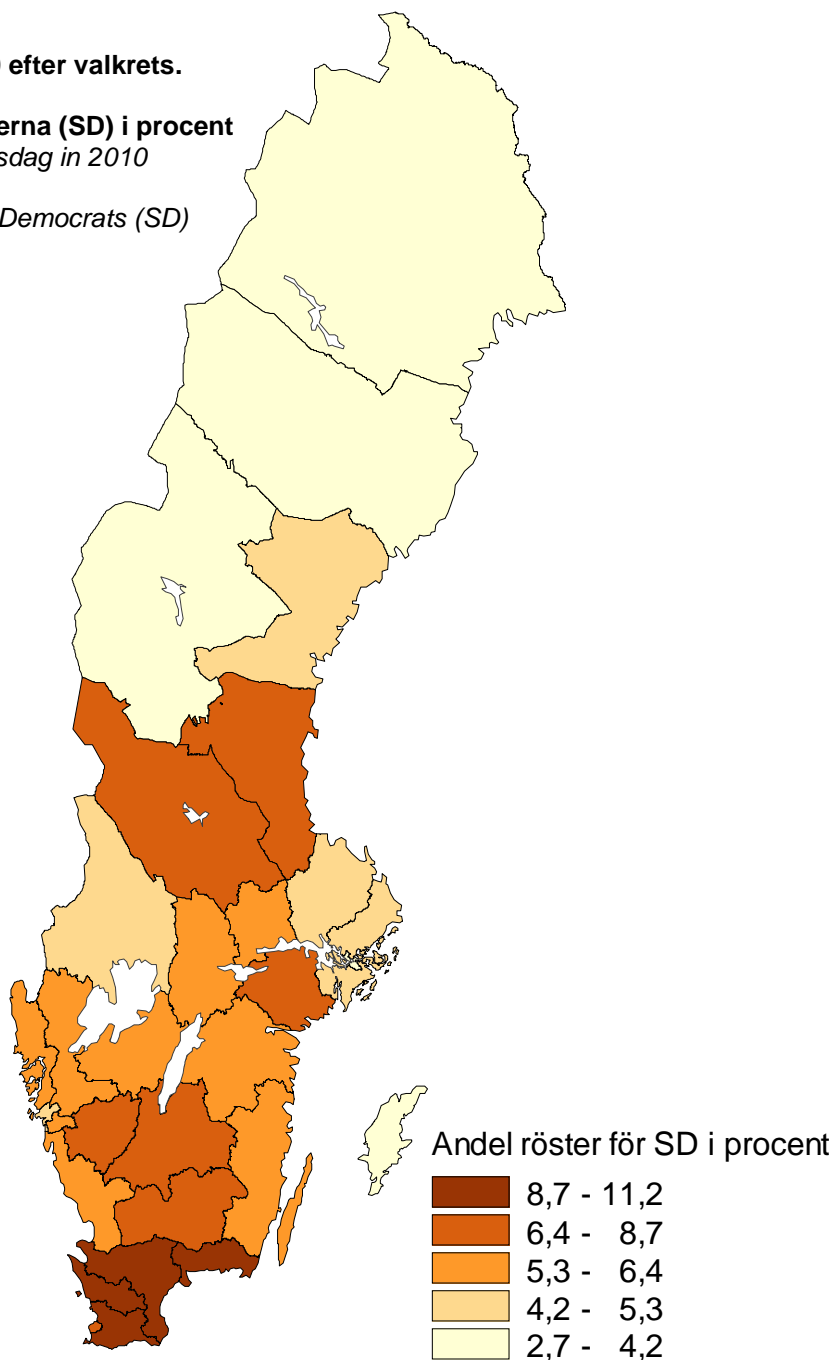 efter valkrets.
erna (SD) i procent
sdag in 2010
Democrats (SD)
Andel röster för SD i procent
8,7 - 11,2
6,4 - 8,7
5,3 - 6,4
4,2 - 5,3
2,7 - 4,2